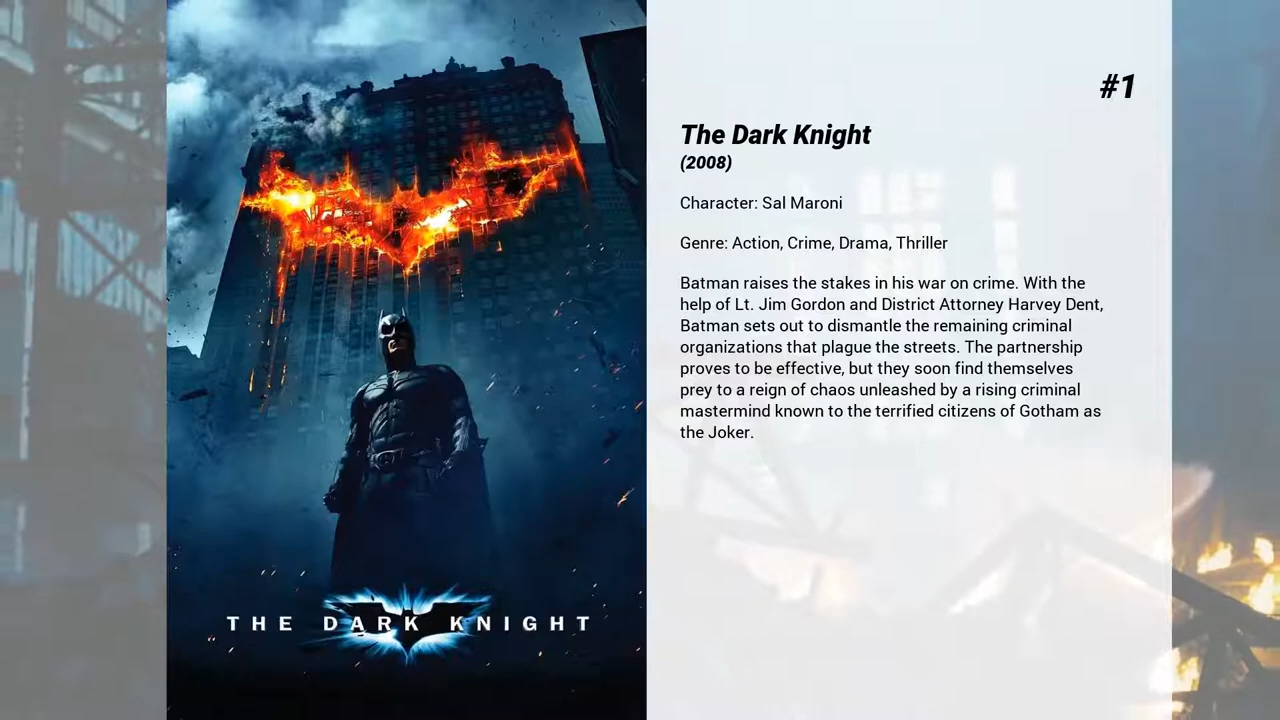 #1
The Dark Knight
(2008)
Character: Sal Maroni
Genre: Action, Crime, Drama, Thriller
Batman raises the stakes in his war on crime. With the
help of Lt. Jim Gordon and District Attorney Harvey Dent,
Batman sets out to dismantle the remaining criminal
organizations that plague the streets. The partnership
proves to be effective, but they soon find themselves
prey to a reign of chaos unleashed by a rising criminal
mastermind known to the terrified citizens of Gotham as
the Joker.
THE DARK KNIGHT